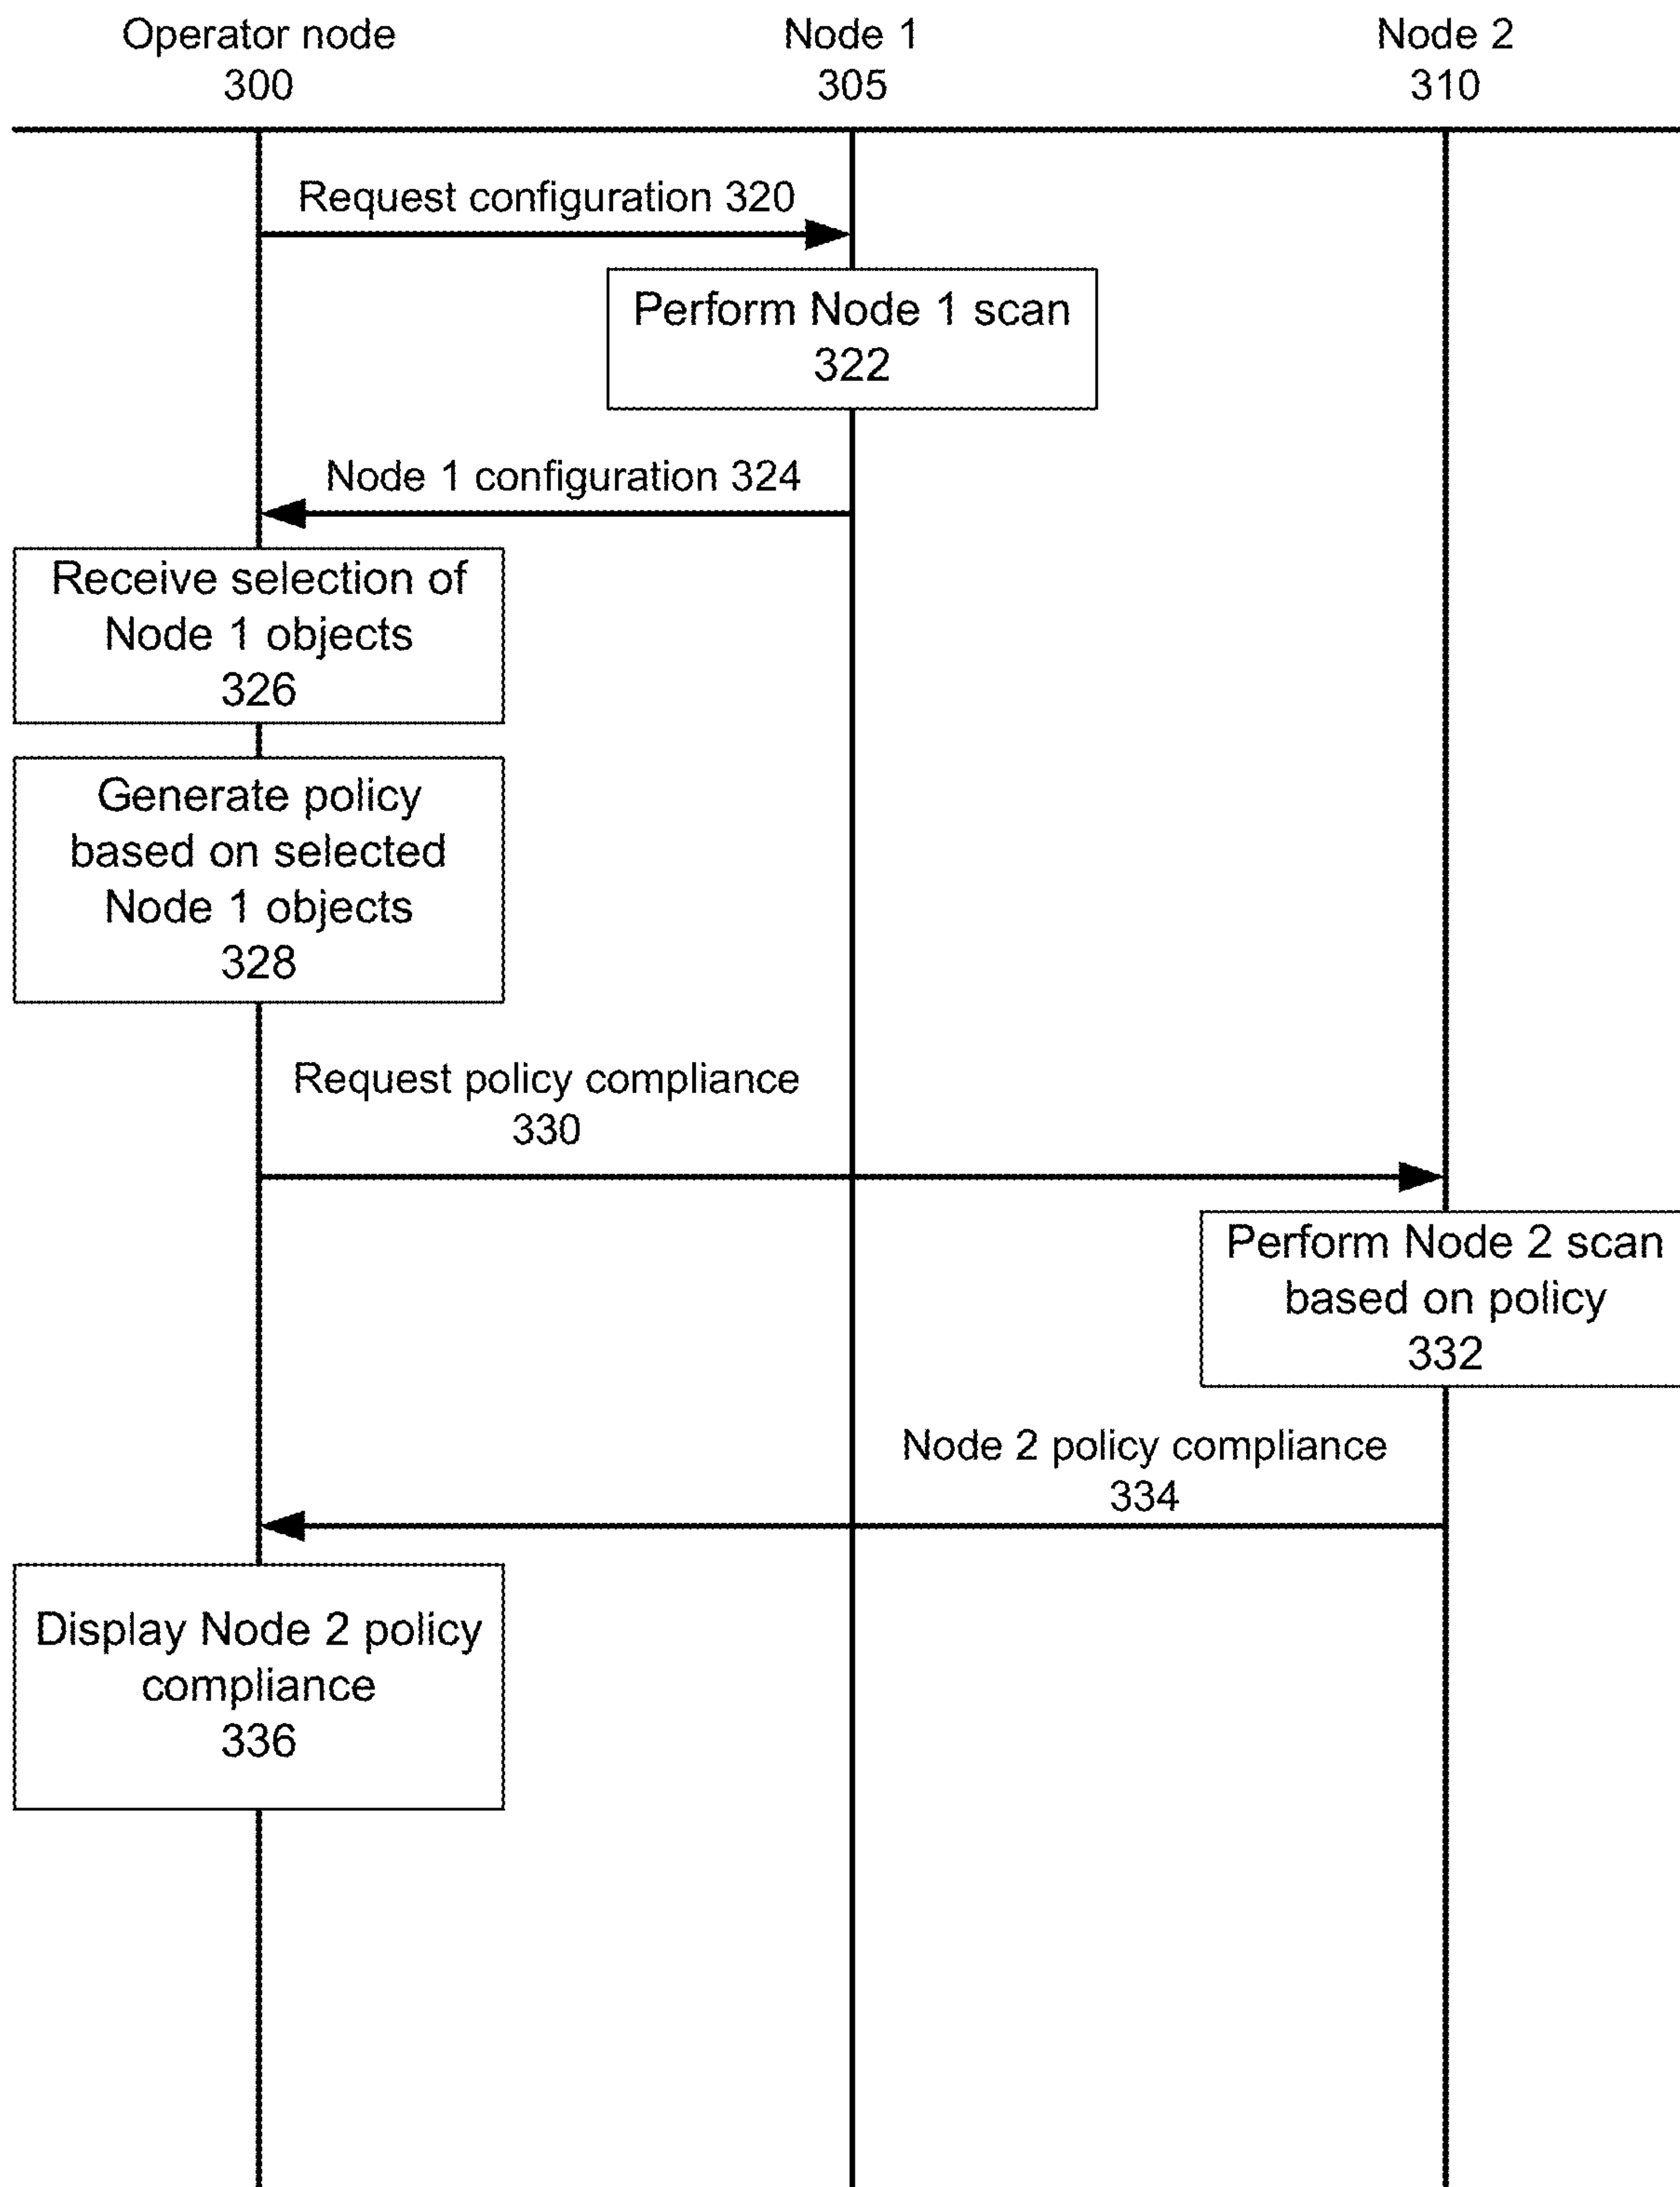 Operator node
300
Node 1
305
Node 2
310
Request configuration 320
Perform Node 1 scan
322
Node 1 configuration 324
Receive selection of
Node 1 objects
326
Generate policy
based on selected
Node 1 objects
328
Request policy compliance
330
Perform Node 2 scan
based on policy
332
Node 2 policy compliance
334
Display Node 2 policy
compliance
336